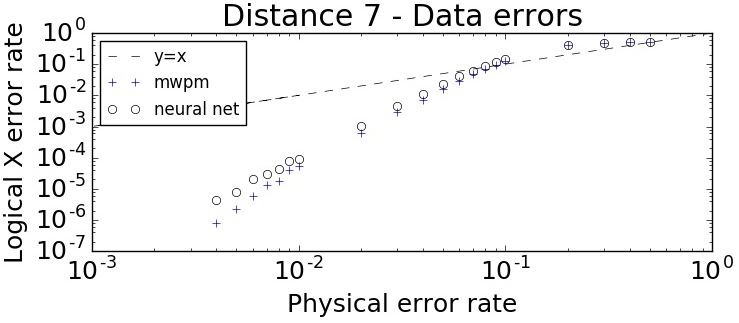 Distance 7 - Data errors
Logical X error rate
10^0
10^-1
10^-2
10^-3
10^-4
10^-5
10^-6
10^-7
y=x
mwpm
neural net
10^-3 10^-2 10^-1 10^0
Physical error rate